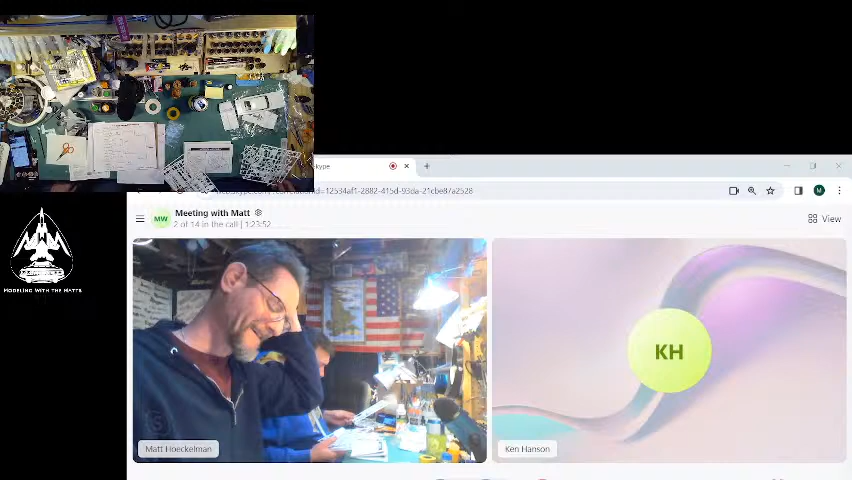 Meeting with Matt
MW
2 of 14 in the call | 1:23:52
View
MODELING WITH THE MATTS
KH
Matt Hoeckelman
Ken Hanson